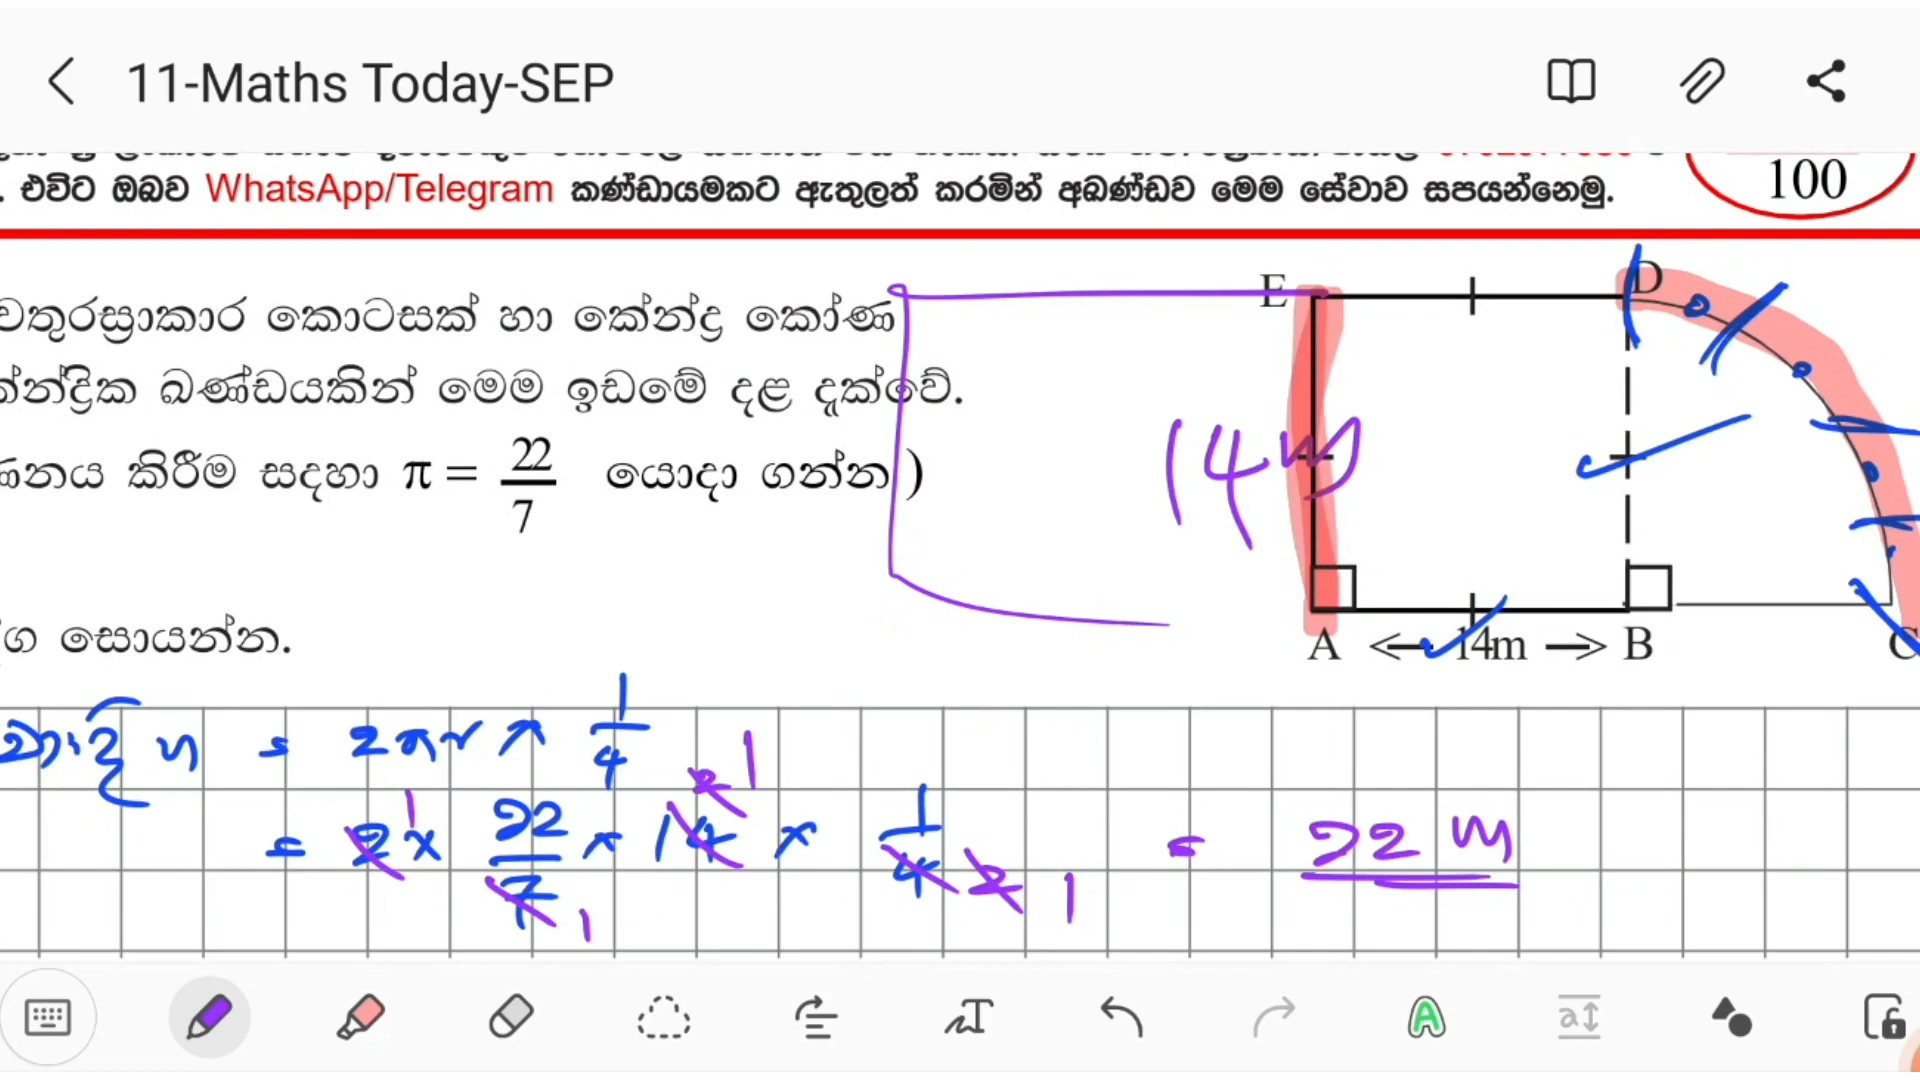 11-Maths Today-SEP
. එවිට ඔබව WhatsApp/Telegram කණ්ඩායමකට ඇතුලත් කරමින් අඛණ්ඩව මෙම සේවාව සපයන්නෙමු.
100
චතුරස්‍රාකාර කොටසක් හා කේන්ද්‍ර කෝණ
න්ද්‍රික ඛණ්ඩයකින් මෙම ඉඩමේ දළ දැක්වේ.
ණනය කිරීම සඳහා π = 22/7 යොදා ගන්න )
ග සොයන්න.
E D
14m
A <— 14m —> B C
= 2πr × 1/4
= 2 × 22/7 × 14 × 1/4 = 22 m